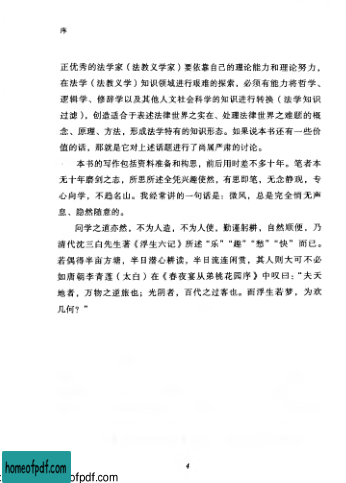 序
正优秀的法学家（法教义学家）要依靠自己的理论能力和理论努力，
在法学（法教义学）知识领域进行艰难的探索，必须有能力将哲学、
逻辑学、修辞学以及其他人文社会科学的知识进行转换（法学知识
过滤），创造适合于表述法律世界之实在、处理法律世界之难题的概
念、原理、方法，形成法学特有的知识形态。如果说本书还有一些价
值的话，那就是它对上述话题进行了尚属严肃的讨论。
本书的写作包括资料准备和构思，前后用时差不多十年。笔者本
无十年磨剑之志，所思所述全凭兴趣使然，有思即笔，无念静观，专
心向学，不趋名山。我经常讲的一句话是：微风，总是完全悄无声
息、隐然随意的。
问学之道亦然，不为人造，不为人使，勤谨躬耕，自然顺便，乃
清代沈三白先生著《浮生六记》所述“乐”“趣”“愁”“快”而已。
若偶得半亩方塘，半日潜心耕读，半日流连闲赏，其人则大可不必
如唐朝李青莲（太白）在《春夜宴从弟桃花园序》中叹曰：“夫天
地者，万物之逆旅也；光阴者，百代之过客也。而浮生若梦，为欢
几何？”
4
homeofpdf.com
ofpdf.com